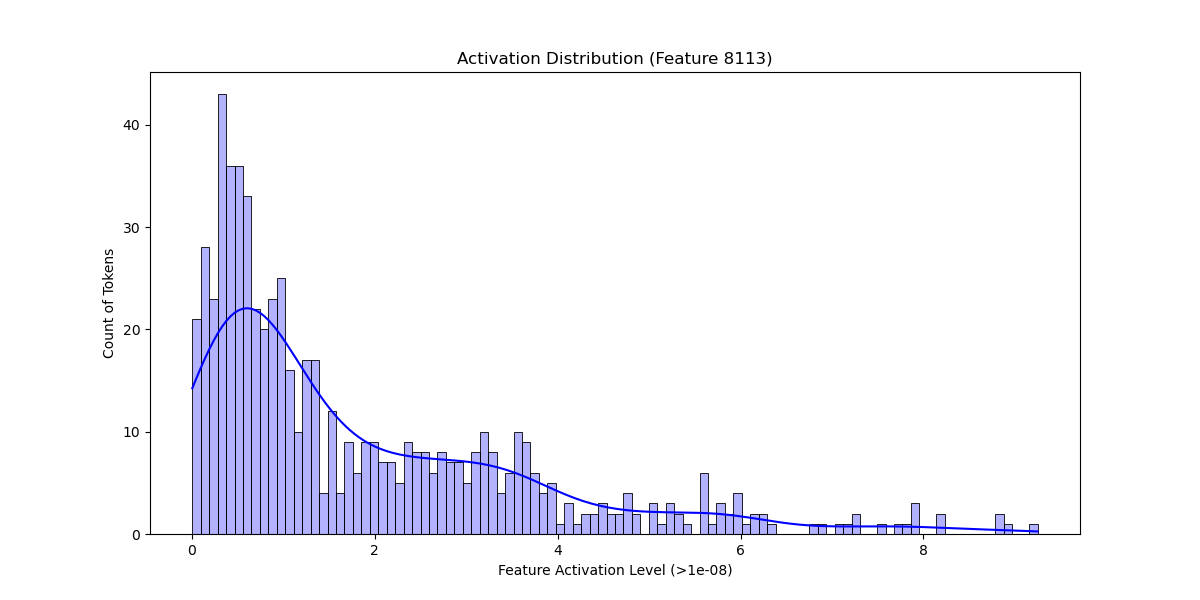 Activation Distribution (Feature 8113)
Count of Tokens
40
30
20
10
0
0 2 4 6 8
Feature Activation Level (>1e-08)